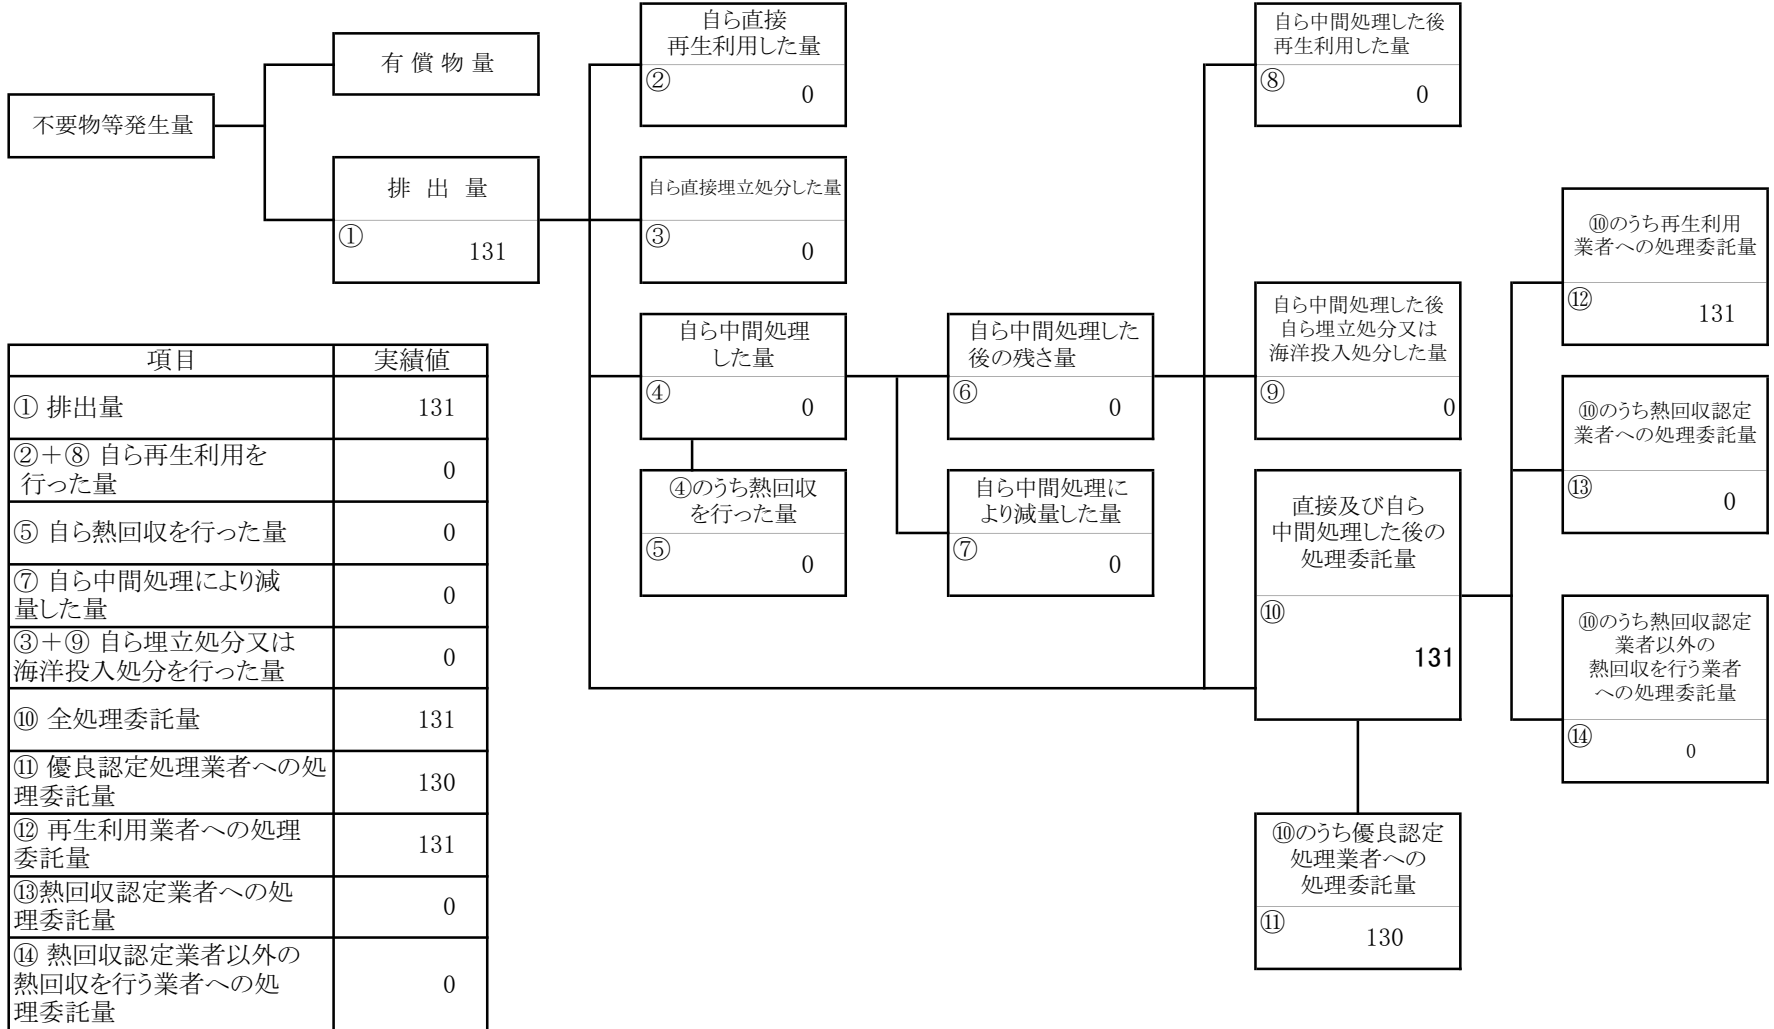 自ら直接
再生利用した量
②
0
自ら中間処理した後
再生利用した量
⑧
0
有 償 物 量
不要物等発生量
排 出 量
①
131
自ら直接埋立処分した量
③
0
⑩のうち再生利用
業者への処理委託量
⑫
131
自ら中間処理
した量
④
0
自ら中間処理した
後の残さ量
⑥
0
自ら中間処理した後
自ら埋立処分又は
海洋投入処分した量
⑨
0
⑩のうち熱回収認定
業者への処理委託量
⑬
0
④のうち熱回収
を行った量
⑤
0
自ら中間処理に
より減量した量
⑦
0
直接及び自ら
中間処理した後の
処理委託量
⑩
131
⑩のうち熱回収認定
業者以外の
熱回収を行う業者
への処理委託量
⑭
0
⑩のうち優良認定
処理業者への
処理委託量
⑪
130
項目 実績値
① 排出量 131
②+⑧ 自ら再生利用を
行った量 0
⑤ 自ら熱回収を行った量 0
⑦ 自ら中間処理により減
量した量 0
③+⑨ 自ら埋立処分又は
海洋投入処分を行った量 0
⑩ 全処理委託量 131
⑪ 優良認定処理業者への処
理委託量 130
⑫ 再生利用業者への処理
委託量 131
⑬熱回収認定業者への処
理委託量 0
⑭ 熱回収認定業者以外の
熱回収を行う業者への処 0
理委託量